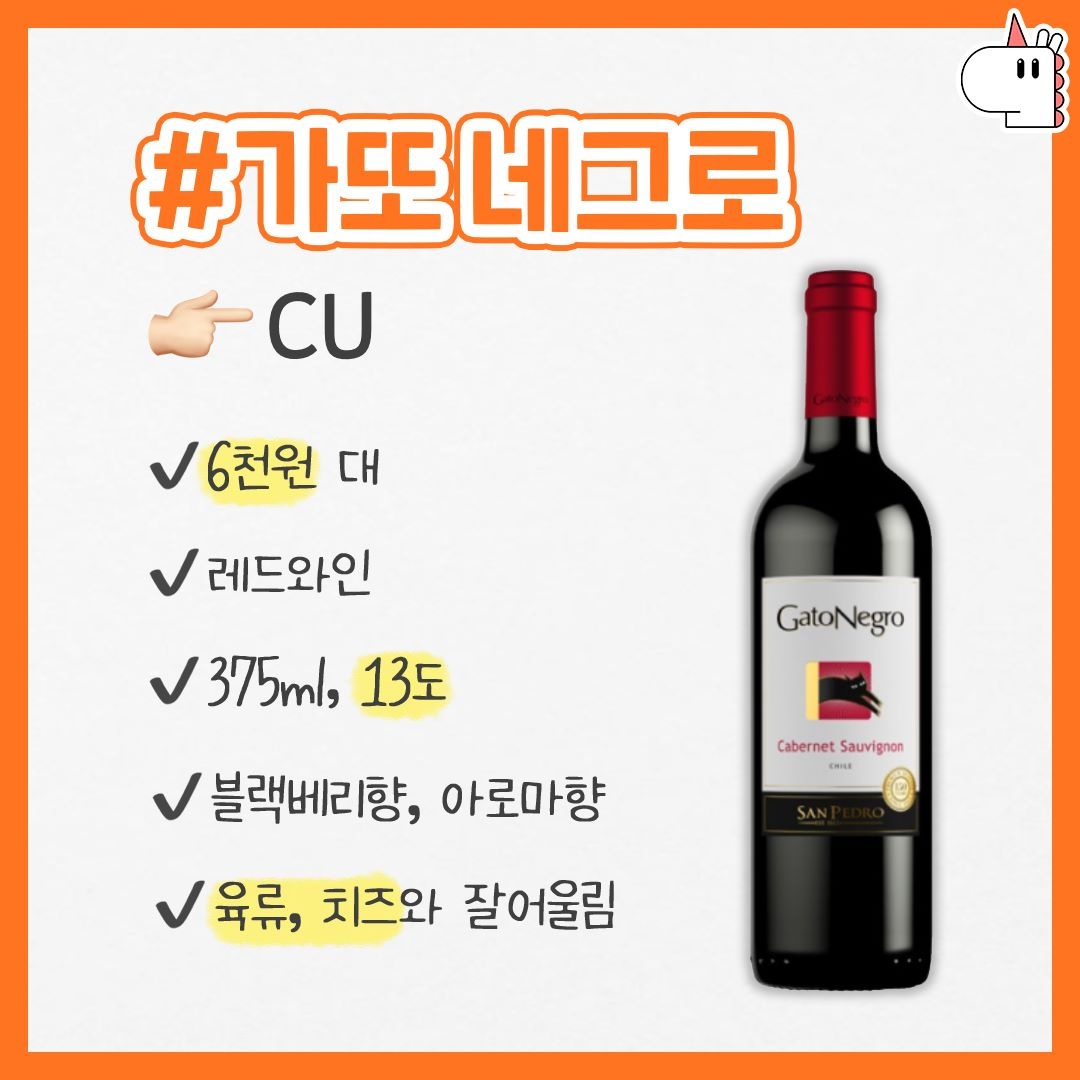 #가또 네그로
CU
6천원 대
레드와인
375ml, 13도
블랙베리향, 아로마향
육류, 치즈와 잘어울림
GatoNegro
GatoNegro
Cabernet Sauvignon
CHILE
150
SAN PEDRO